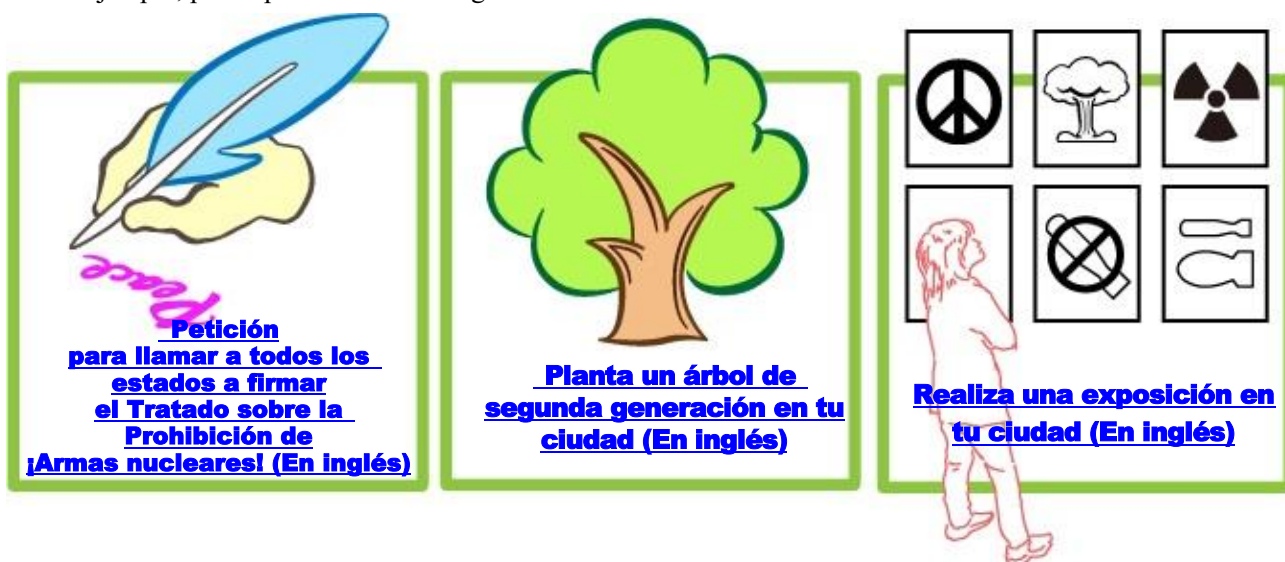 Peace
Petición
para llamar a todos los
estados a firmar
el Tratado sobre la
Prohibición de
¡Armas nucleares! (En inglés)
Planta un árbol de
segunda generación en tu
ciudad (En inglés)
Realiza una exposición en
tu ciudad (En inglés)